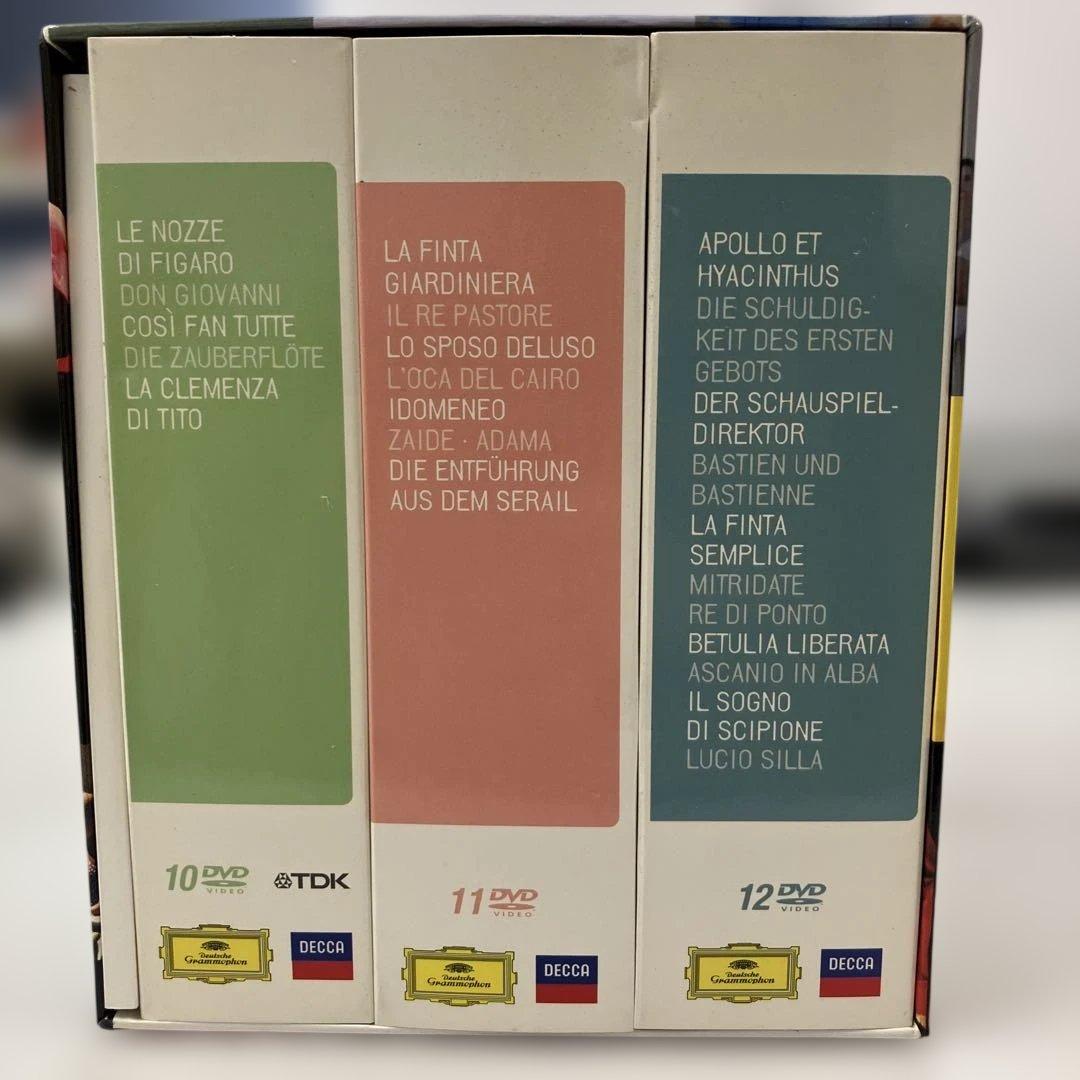 LE NOZZE
DI FIGARO
DON GIOVANNI
COSÌ FAN TUTTE
DIE ZAUBERFLÖTE
LA CLEMENZA
DI TITO
10 DVD
VIDEO
TDK
Deutsche
Grammophon
DECCA
LA FINTA
GIARDINIERA
IL RE PASTORE
LO SPOSO DELUSO
L'OCA DEL CAIRO
IDOMENEO
ZAIDE · ADAMA
DIE ENTFÜHRUNG
AUS DEM SERAIL
11 DVD
VIDEO
Deutsche
Grammophon
DECCA
APOLLO ET
HYACINTHUS
DIE SCHULDIG-
KEIT DES ERSTEN
GEBOTS
DER SCHAUSPIEL-
DIREKTOR
BASTIEN UND
BASTIENNE
LA FINTA
SEMPLICE
MITRIDATE
RE DI PONTO
BETULIA LIBERATA
ASCANIO IN ALBA
IL SOGNO
DI SCIPIONE
LUCIO SILLA
12 DVD
VIDEO
Deutsche
Grammophon
DECCA